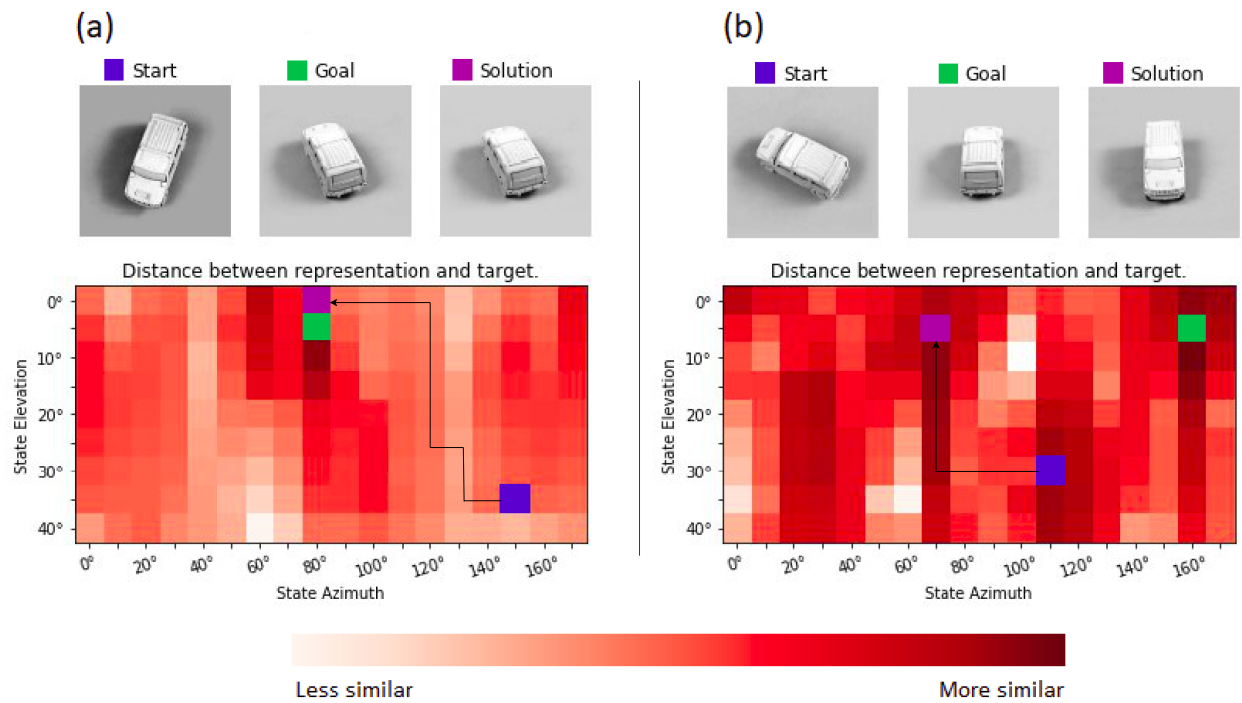 (a)
Start
Goal
Solution
Distance between representation and target.
State Elevation
0°
10°
20°
30°
40°
0°
20°
40°
60°
80°
100°
120°
140°
160°
State Azimuth
(b)
Start
Goal
Solution
Distance between representation and target.
State Elevation
0°
10°
20°
30°
40°
0°
20°
40°
60°
80°
100°
120°
140°
160°
State Azimuth
Less similar
More similar